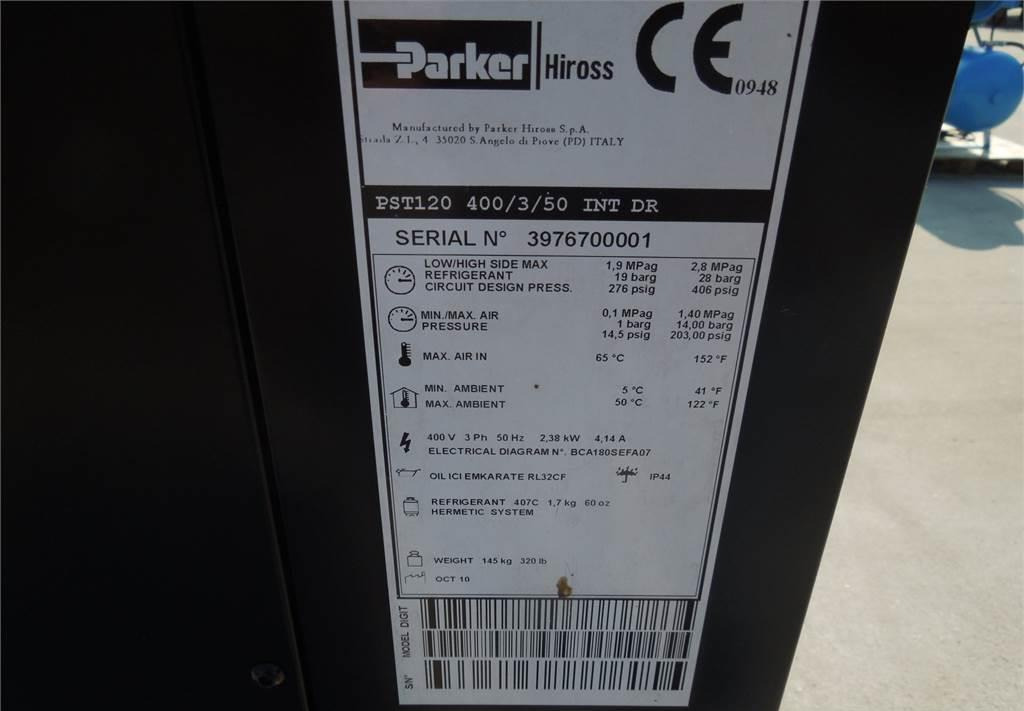 Parker Hiross CE 0948
Manufactured by Parker Hiross S.p.A.
Strada Z.I., 4 35020 S.Angelo di Piove (PD) ITALY
PST120 400/3/50 INT DR
SERIAL N° 3976700001
LOW/HIGH SIDE MAX 1,9 MPag 2,8 MPag
REFRIGERANT 19 barg 28 barg
CIRCUIT DESIGN PRESS. 276 psig 406 psig
MIN./MAX. AIR 0,1 MPag 1,40 MPag
PRESSURE 1 barg 14,00 barg
14,5 psig 203,00 psig
MAX. AIR IN 65 °C 152 °F
MIN. AMBIENT 5 °C 41 °F
MAX. AMBIENT 50 °C 122 °F
400 V 3 Ph 50 Hz 2,38 kW 4,14 A
ELECTRICAL DIAGRAM N°. BCA180SEFA07
OIL ICI EMKARATE RL32CF IP44
REFRIGERANT 407C 1,7 kg 60 oz
HERMETIC SYSTEM
WEIGHT 145 kg 320 lb
OCT 10
MODEL DIGIT
S/N°